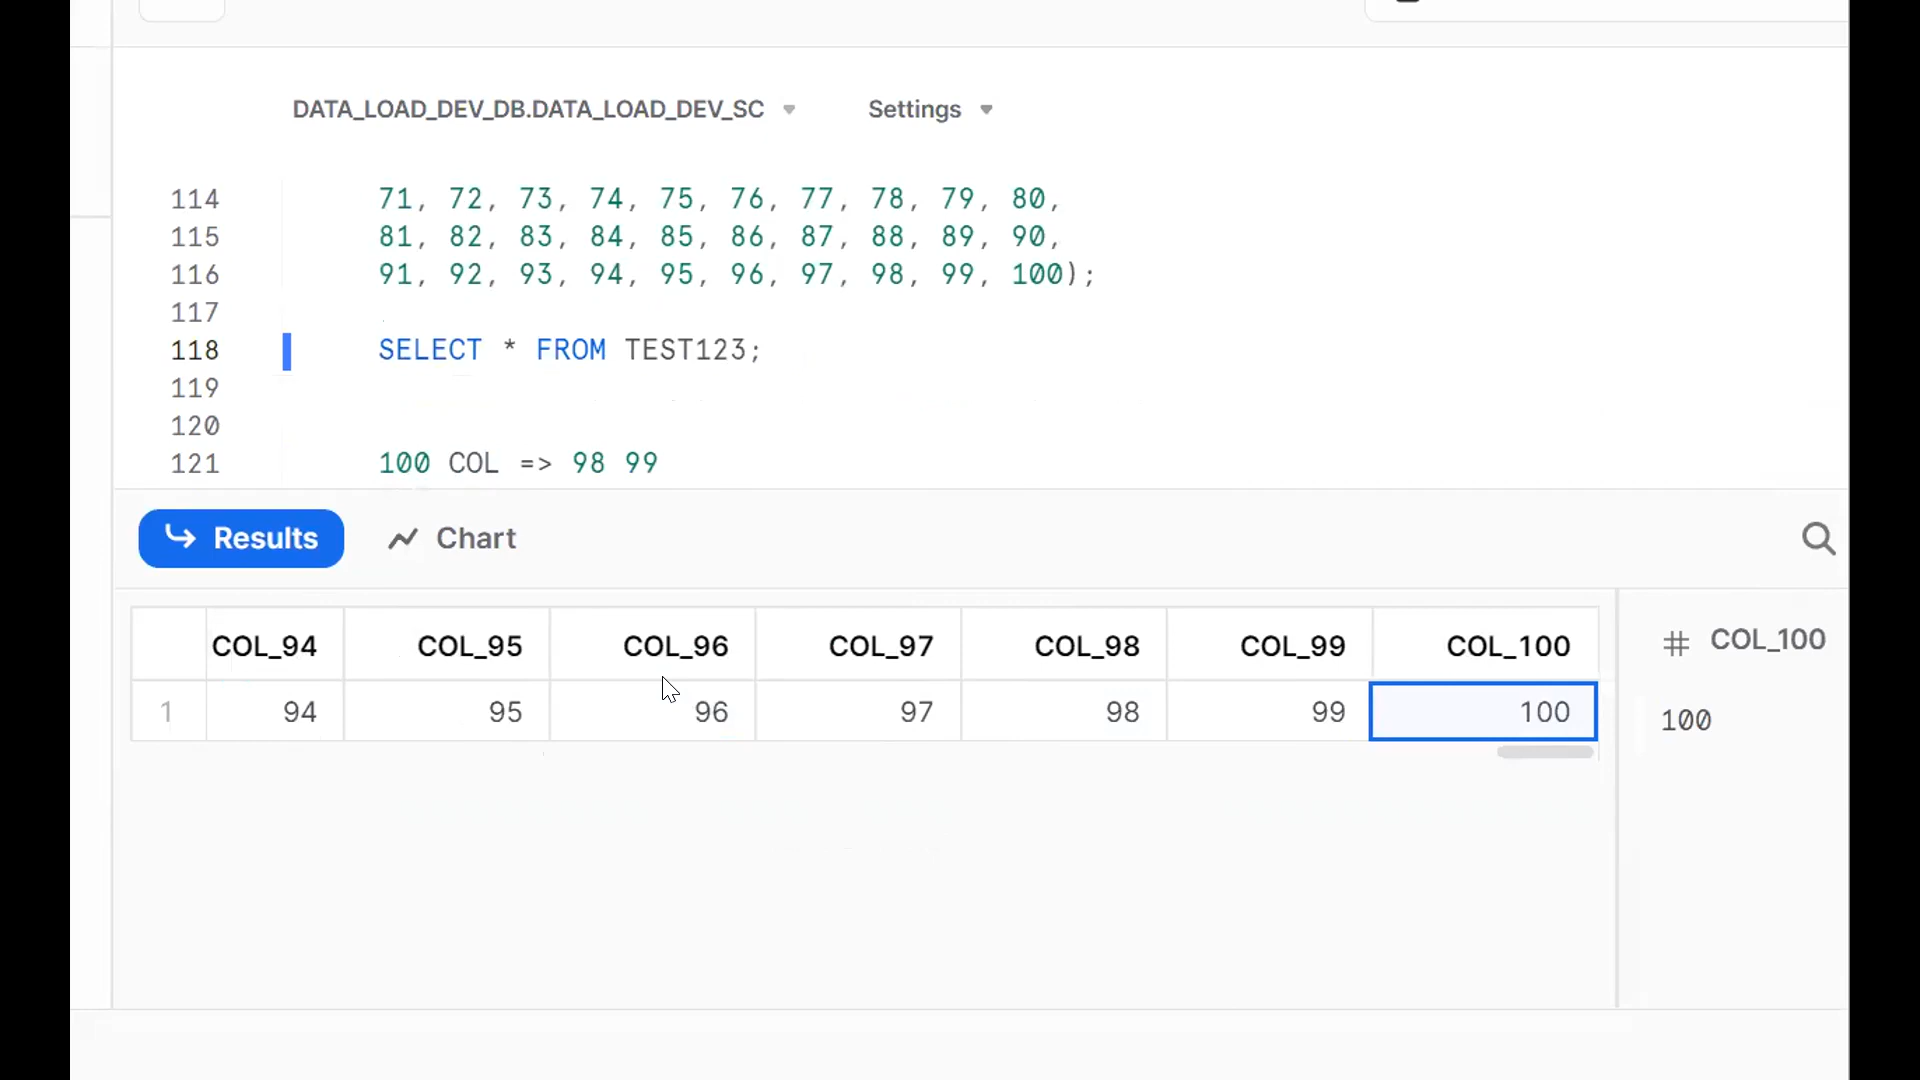 DATA_LOAD_DEV_DB.DATA_LOAD_DEV_SC Settings
114 71, 72, 73, 74, 75, 76, 77, 78, 79, 80,
115 81, 82, 83, 84, 85, 86, 87, 88, 89, 90,
116 91, 92, 93, 94, 95, 96, 97, 98, 99, 100);
117
118 SELECT * FROM TEST123;
119
120
121 100 COL => 98 99
Results Chart
COL_94 COL_95 COL_96 COL_97 COL_98 COL_99 COL_100 # COL_100
1 94 95 96 97 98 99 100 100